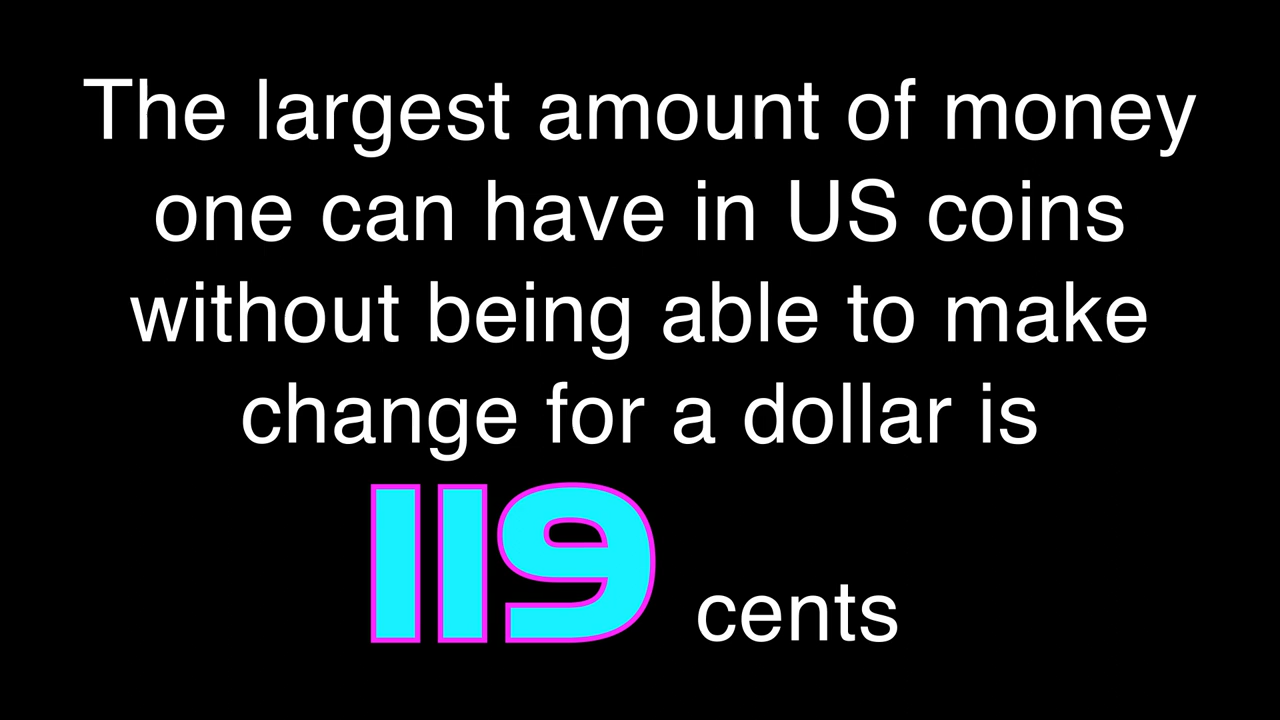 The largest amount of money
one can have in US coins
without being able to make
change for a dollar is
119 cents